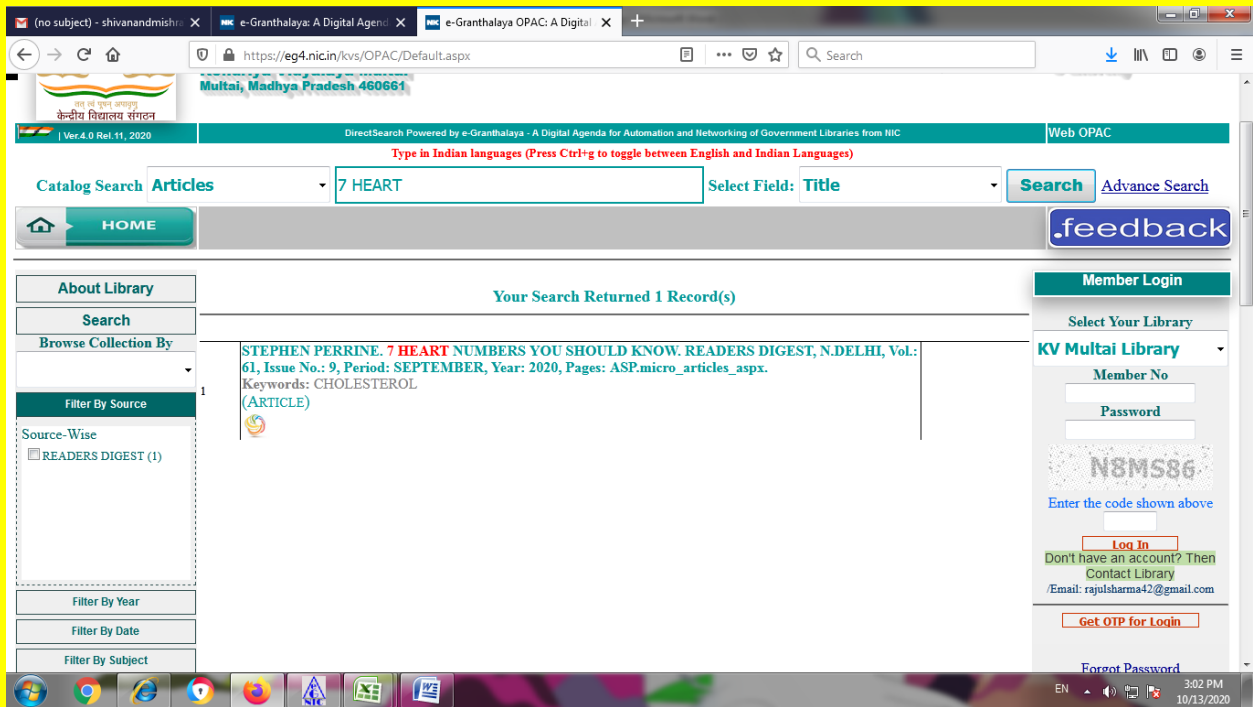 (no subject) - shivanandmishra
e-Granthalaya: A Digital Agend
e-Granthalaya OPAC: A Digital
https://eg4.nic.in/kvs/OPAC/Default.aspx
Search
तत् त्वं पूषन् अपावृणु
केन्द्रीय विद्यालय संगठन
Kendriya Vidyalaya Multai
Multai, Madhya Pradesh 460661
| Ver.4.0 Rel.11, 2020
DirectSearch Powered by e-Granthalaya - A Digital Agenda for Automation and Networking of Government Libraries from NIC
Web OPAC
Type in Indian languages (Press Ctrl+g to toggle between English and Indian Languages)
Catalog Search Articles 7 HEART Select Field: Title Search Advance Search
HOME
.feedback
About Library
Search
Browse Collection By
Filter By Source
Source-Wise
READERS DIGEST (1)
Filter By Year
Filter By Date
Filter By Subject
Your Search Returned 1 Record(s)
1
STEPHEN PERRINE. 7 HEART NUMBERS YOU SHOULD KNOW. READERS DIGEST, N.DELHI, Vol.:
61, Issue No.: 9, Period: SEPTEMBER, Year: 2020, Pages: ASP.micro_articles_aspx.
Keywords: CHOLESTEROL
(ARTICLE)
Member Login
Select Your Library
KV Multai Library
Member No
Password
N8MS86
Enter the code shown above
Log In
Don't have an account? Then
Contact Library
/Email: rajulsharma42@gmail.com
Get OTP for Login
Forgot Password
NIC
EN
3:02 PM
10/13/2020